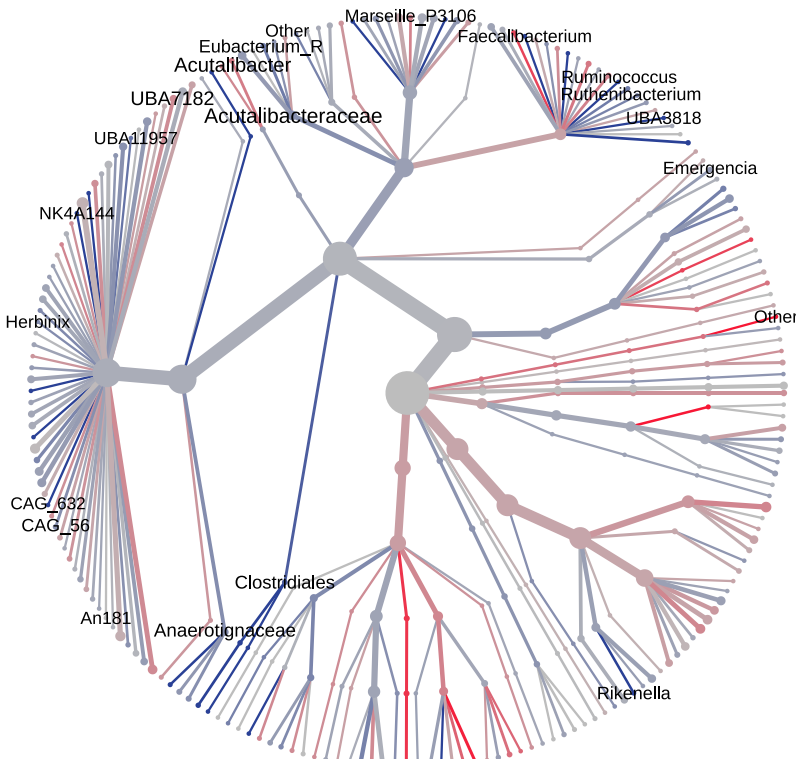 Marseille_P3106
Other
Faecalibacterium
Eubacterium_R
Acutalibacter
Ruminococcus
Ruthenibacterium
UBA7182
Acutalibacteraceae
UBA3818
UBA11957
Emergencia
NK4A144
Herbinix
Other
CAG_632
CAG_56
Clostridiales
An181
Anaerotignaceae
Rikenella